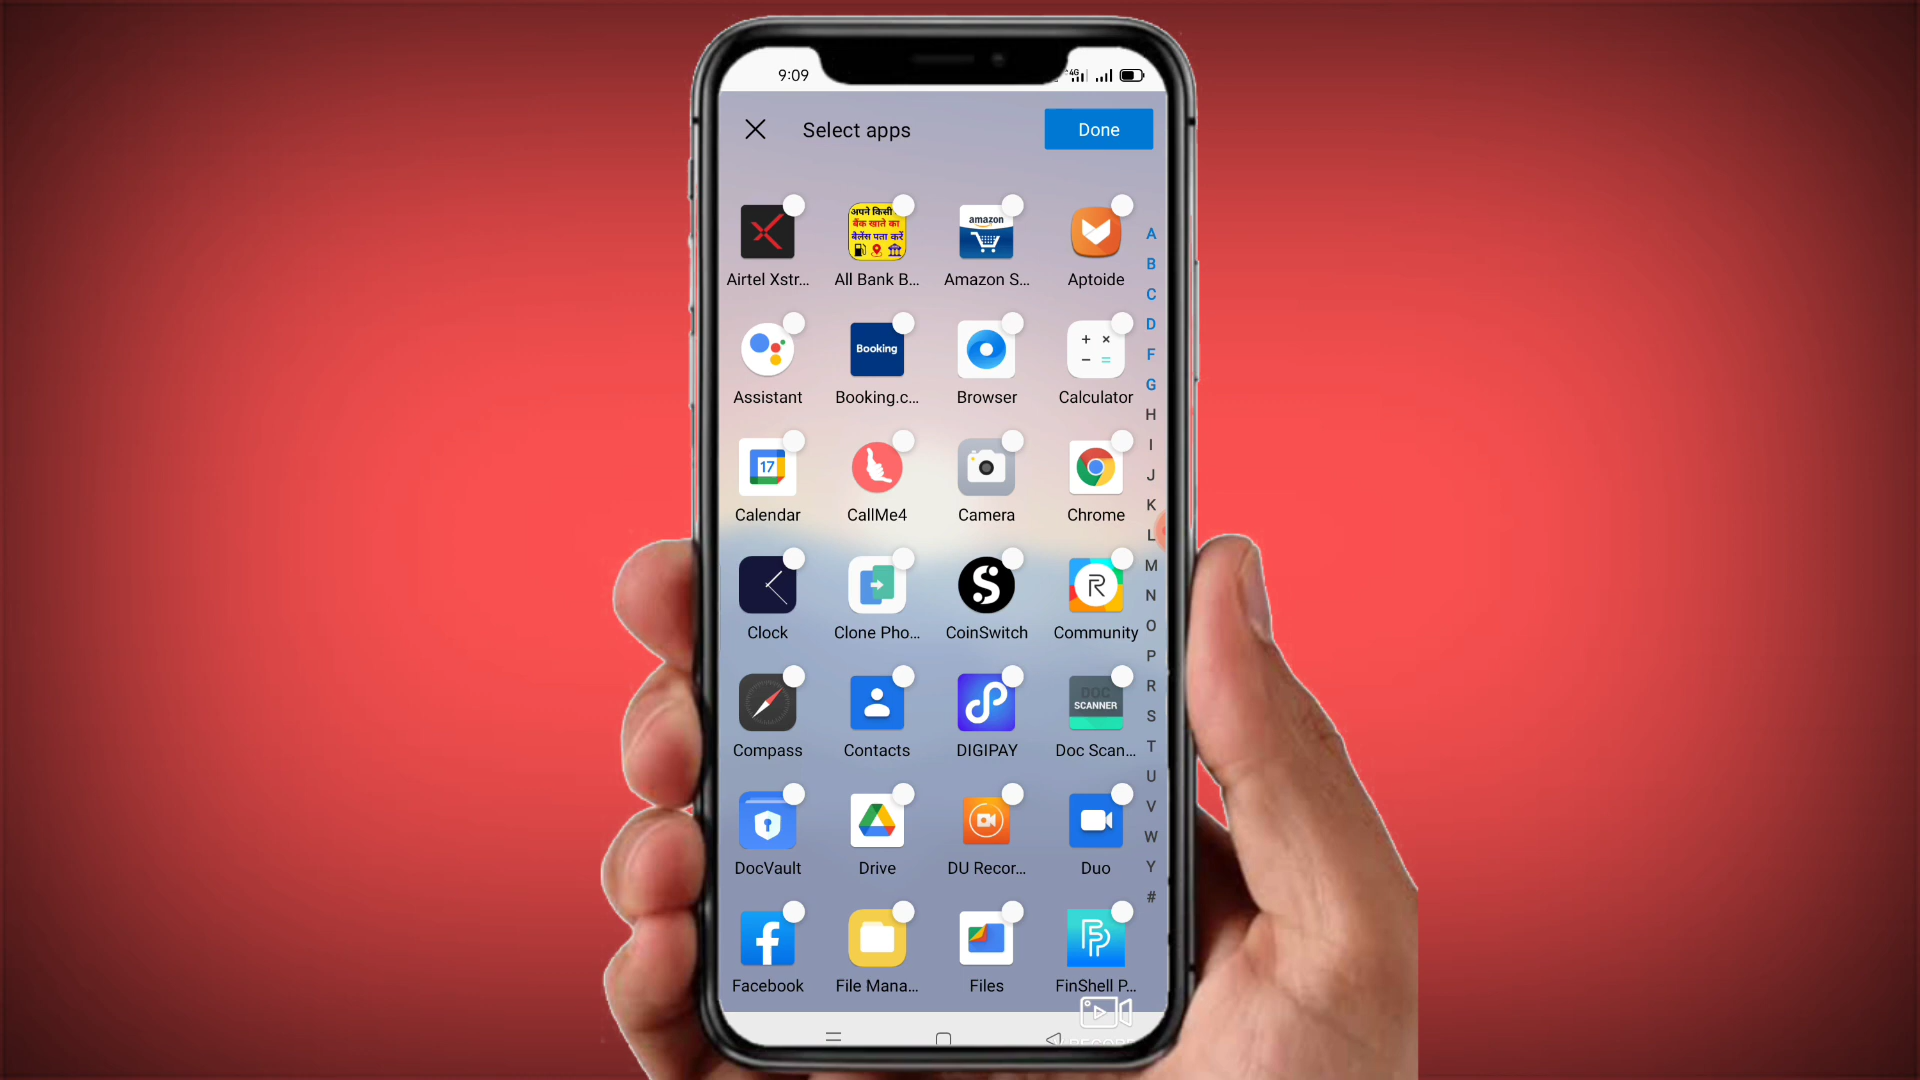 9:09
4G
Select apps
Done
अपने किसी
बैंक खाते का
बैलेंस पता करें
amazon
Airtel Xstr...
All Bank B...
Amazon S...
Aptoide
A
B
C
D
F
G
H
I
J
K
L
M
N
O
P
R
S
T
U
V
W
Y
#
Booking
Assistant
Booking.c...
Browser
Calculator
17
Calendar
CallMe4
Camera
Chrome
Clock
Clone Pho...
CoinSwitch
Community
DOC
SCANNER
Compass
Contacts
DIGIPAY
Doc Scan...
DocVault
Drive
DU Recor...
Duo
Facebook
File Mana...
Files
FinShell P...